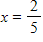 x = 2/5